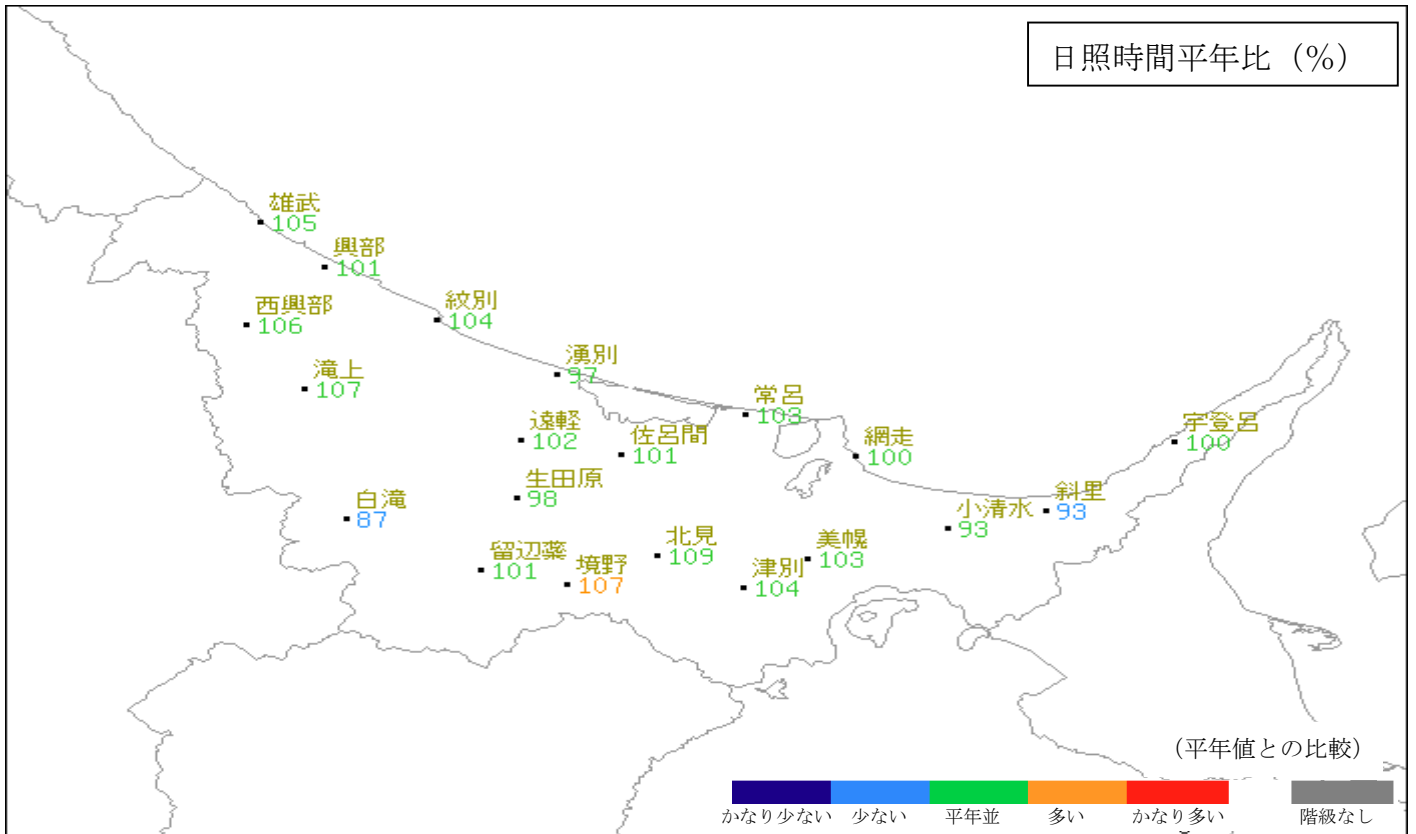 日照時間平年比（％）
雄武
105
興部
101
西興部
106
紋別
104
滝上
107
湧別
97
常呂
103
遠軽
102
佐呂間
101
網走
100
宇登呂
100
生田原
98
白滝
87
斜里
93
小清水
93
北見
109
美幌
103
留辺蘂
101
境野
107
津別
104
（平年値との比較）
かなり少ない 少ない 平年並 多い かなり多い 階級なし